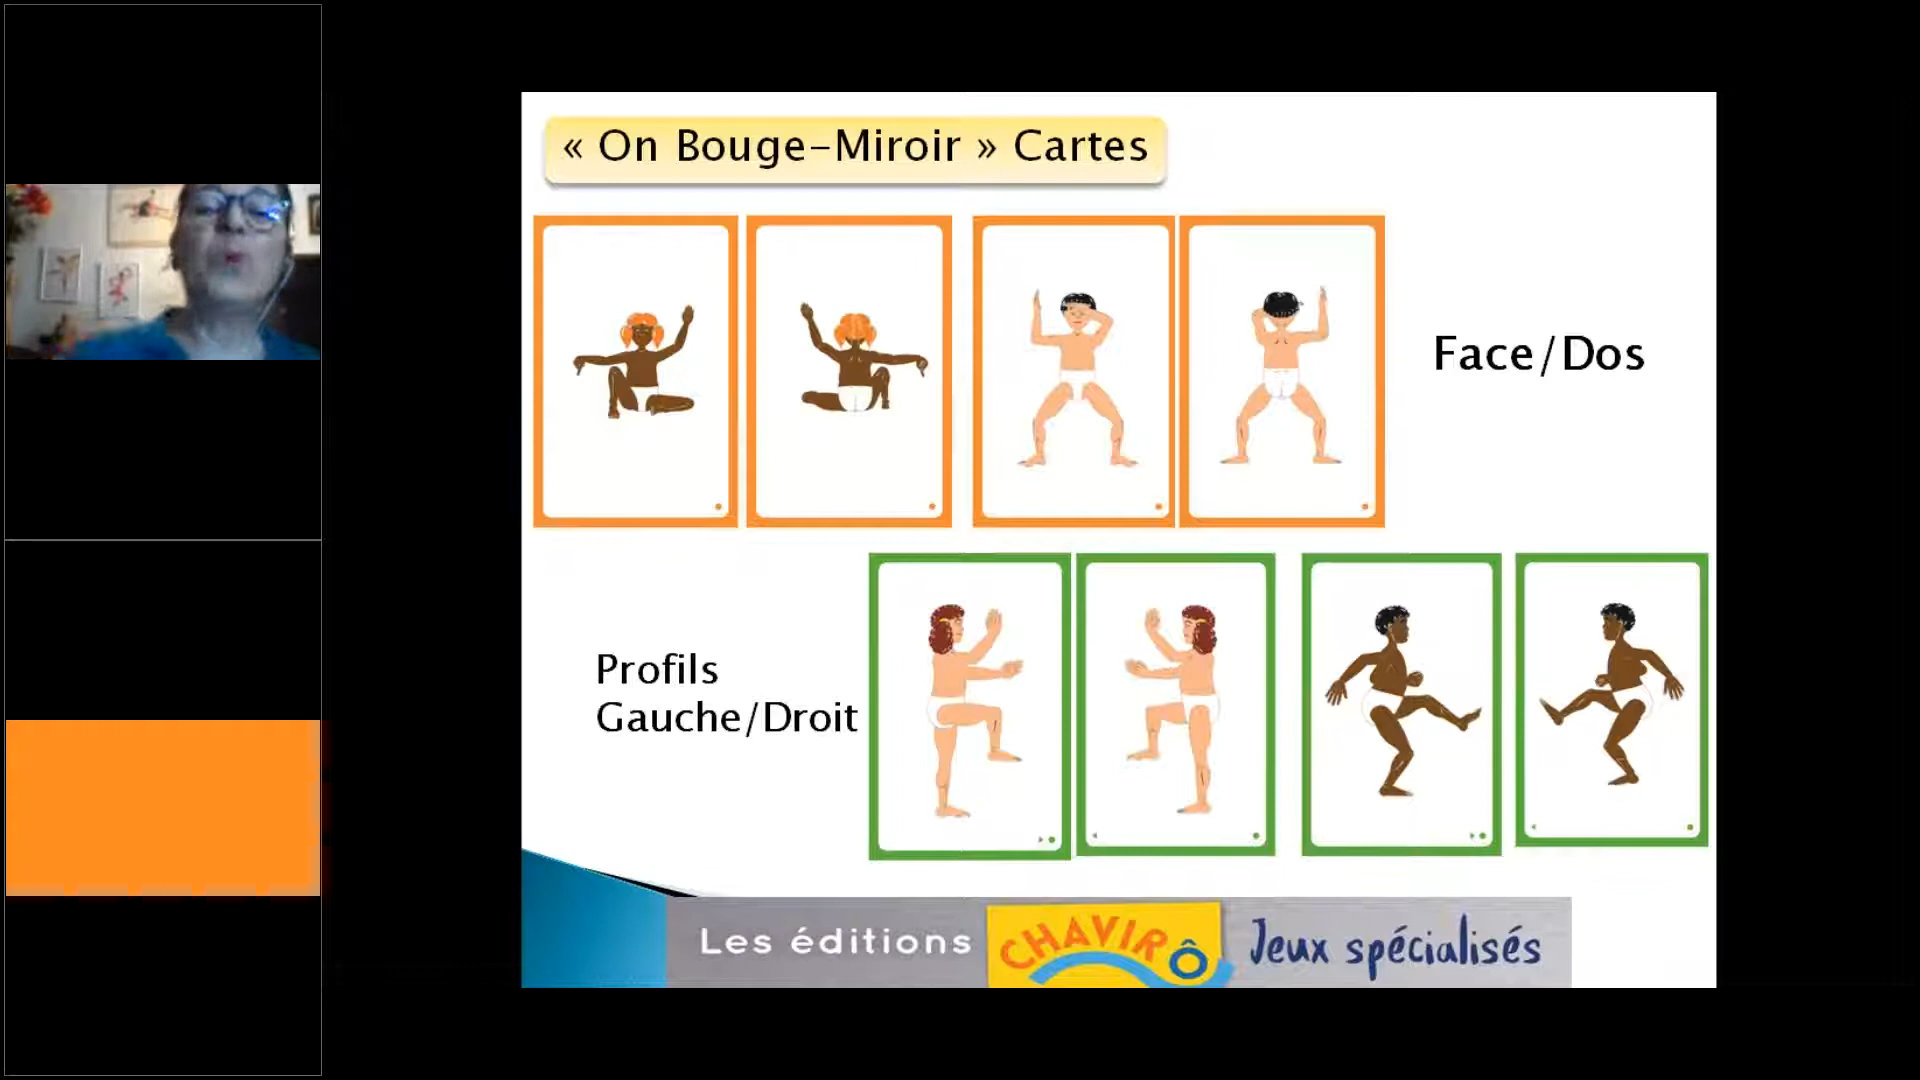 « On Bouge-Miroir » Cartes
Face/Dos
Profils
Gauche/Droit
Les éditions CHAVIRÔ Jeux spécialisés